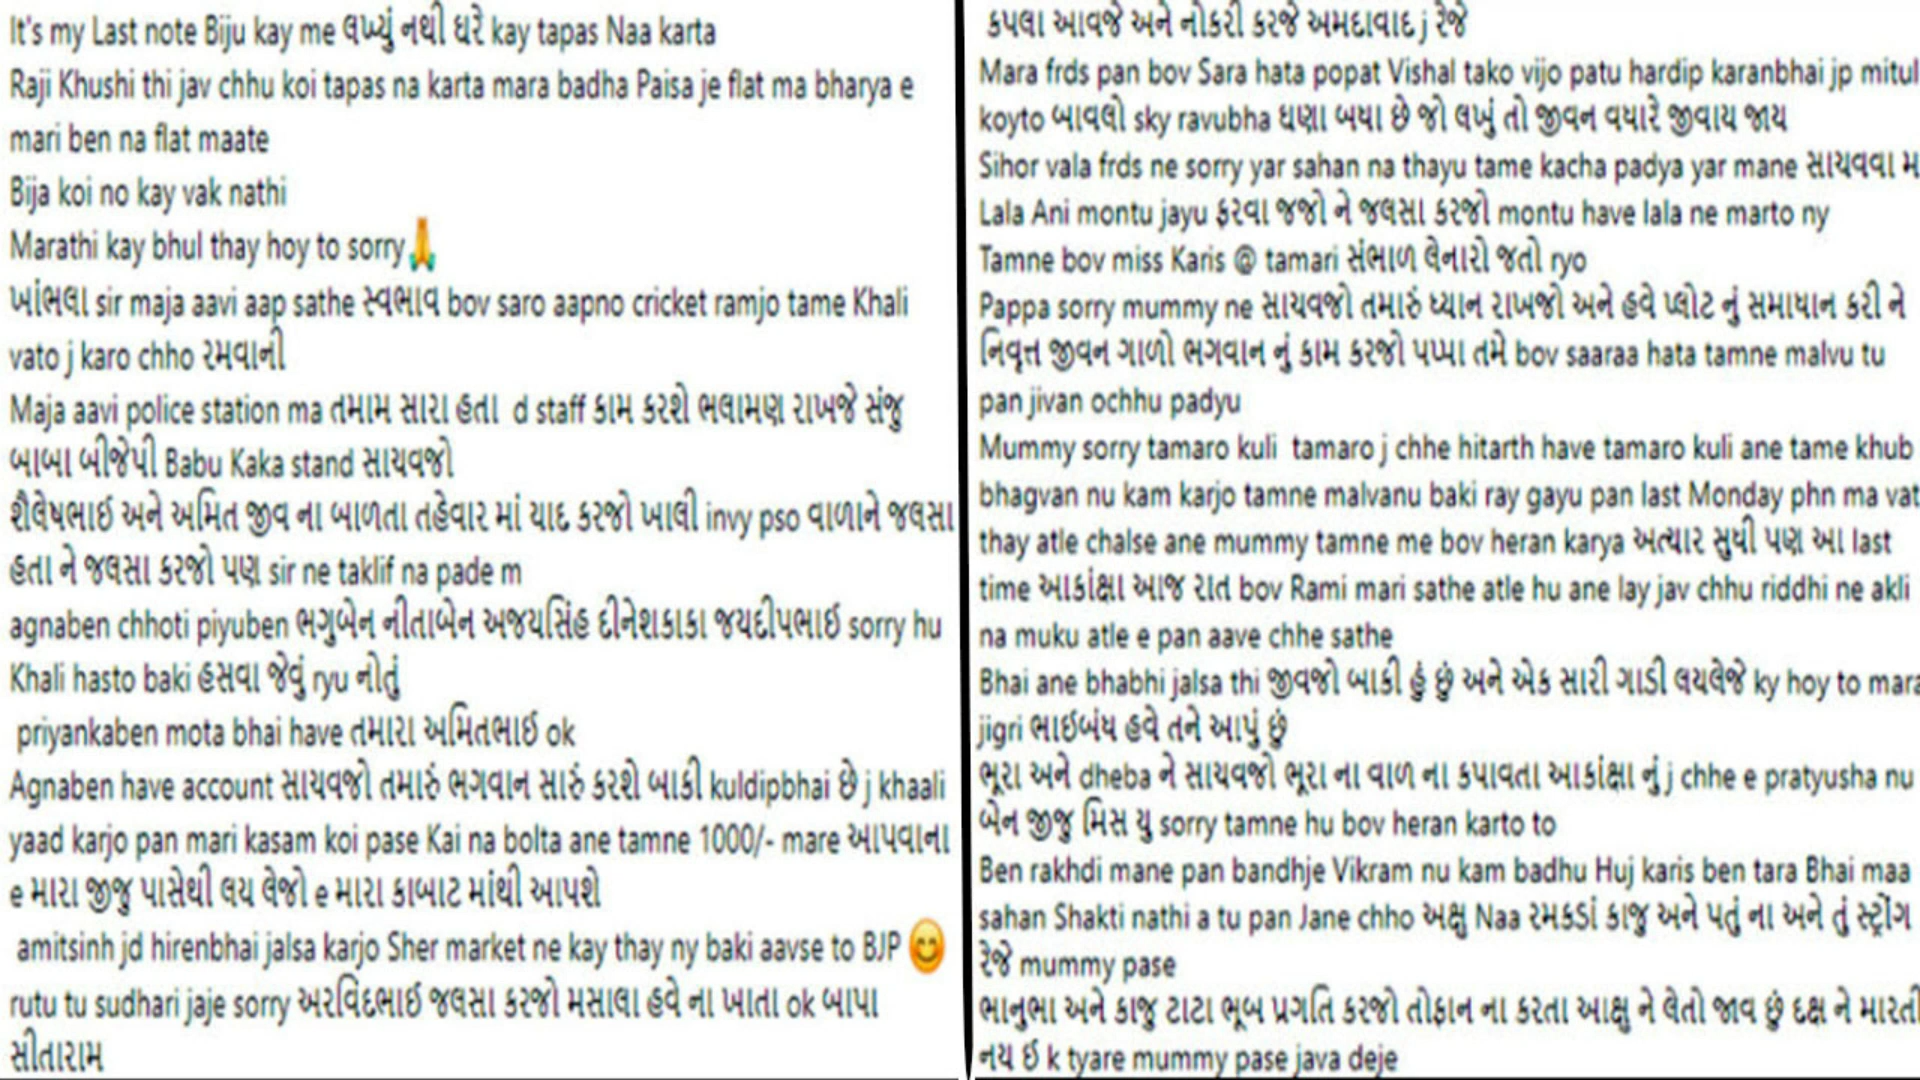 It's my Last note Biju kay me લખ્યું નથી ઘરે kay tapas Naa karta
Raji Khushi thi jav chhu koi tapas na karta mara badha Paisa je flat ma bharya e
mari ben na flat maate
Bija koi no kay vak nathi
Marathi kay bhul thay hoy to sorry🙏
ખાંભલા sir maja aavi aap sathe સ્વભાવ bov saro aapno cricket ramjo tame Khali
vato j karo chho રમવાની
Maja aavi police station ma તમામ સારા હતા d staff કામ કરશે ભલામણ રાખજે સંજુ
બાબા બીજેપી Babu Kaka stand સાચવજો
શૈલેષભાઈ અને અમિત જીવ ના બાળતા તહેવાર માં યાદ કરજો ખાલી invy pso વાળાને જલસા
હતા ને જલસા કરજો પણ sir ne taklif na pade m
agnaben chhoti piyuben ભગુબેન નીતાબેન અજયસિંહ દીનેશકાકા જયદીપભાઈ sorry hu
Khali hasto baki હસવા જેવું ryu નોતું
priyankaben mota bhai have તમારા અમિતભાઈ ok
Agnaben have account સાચવજો તમારું ભગવાન સારું કરશે બાકી kuldipbhai છે j khaali
yaad karjo pan mari kasam koi pase Kai na bolta ane tamne 1000/- mare આપવાના
e મારા જીજુ પાસેથી લય લેજો e મારા કાબાટ માંથી આપશે
amitsinh jd hirenbhai jalsa karjo Sher market ne kay thay ny baki aavse to BJP 😊
rutu tu sudhari jaje sorry અરવિંદભાઈ જલસા કરજો મસાલા હવે ના ખાતા ok બાપા
સીતારામ
કપલા આવજે અને નોકરી કરજે અમદાવાદ j રેજે
Mara frds pan bov Sara hata popat Vishal tako vijo patu hardip karanbhai jp mitul
koyto બાવલો sky ravubha ઘણા બધા છે જો લખું તો જીવન વધારે જીવાય જાય
Sihor vala frds ne sorry yar sahan na thayu tame kacha padya yar mane સાચવવા મ
Lala Ani montu jayu ફરવા જજો ને જલસા કરજો montu have lala ne marto ny
Tamne bov miss Karis @ tamari સંભાળ લેનારો જતો ryo
Pappa sorry mummy ne સાચવજો તમારું ધ્યાન રાખજો અને હવે પ્લોટ નું સમાધાન કરી ને
નિવૃત્ત જીવન ગાળો ભગવાન નું કામ કરજો પપ્પા તમે bov saaraa hata tamne malvu tu
pan jivan ochhu padyu
Mummy sorry tamaro kuli tamaro j chhe hitarth have tamaro kuli ane tame khub
bhagvan nu kam karjo tamne malvanu baki ray gayu pan last Monday phn ma vat
thay atle chalse ane mummy tamne me bov heran karya અત્યાર સુધી પણ આ last
time આકાંક્ષા આજ રાત bov Rami mari sathe atle hu ane lay jav chhu riddhi ne akli
na muku atle e pan aave chhe sathe
Bhai ane bhabhi jalsa thi જીવજો બાકી હું છું અને એક સારી ગાડી લયલેજે ky hoy to mara
jigri ભાઈબંધ હવે તને આપું છું
ભૂરા અને dheba ને સાચવજો ભૂરા ના વાળ ના કપાવતા આકાંક્ષા નું j chhe e pratyusha nu
બેન જીજુ મિસ યુ sorry tamne hu bov heran karto to
Ben rakhdi mane pan bandhje Vikram nu kam badhu Huj karis ben tara Bhai maa
sahan Shakti nathi a tu pan Jane chho અક્ષુ Naa રમકડાં કાજુ અને પતું ના અને તું સ્ટ્રોંગ
રેજે mummy pase
ભાનુભા અને કાજુ ટાટા ભૂબ પ્રગતિ કરજો તોફાન ના કરતા આક્ષુ ને લેતો જાવ છું દક્ષ ને મારતી
નય ઈ k tyare mummy pase java deje